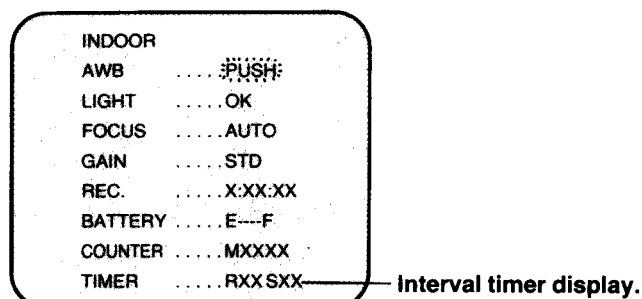 INDOOR
AWB .....PUSH
LIGHT .....OK
FOCUS .....AUTO
GAIN .....STD
REC. .....X:XX:XX
BATTERY .....E----F
COUNTER .....MXXXX
TIMER .....RXX SXX
Interval timer display.